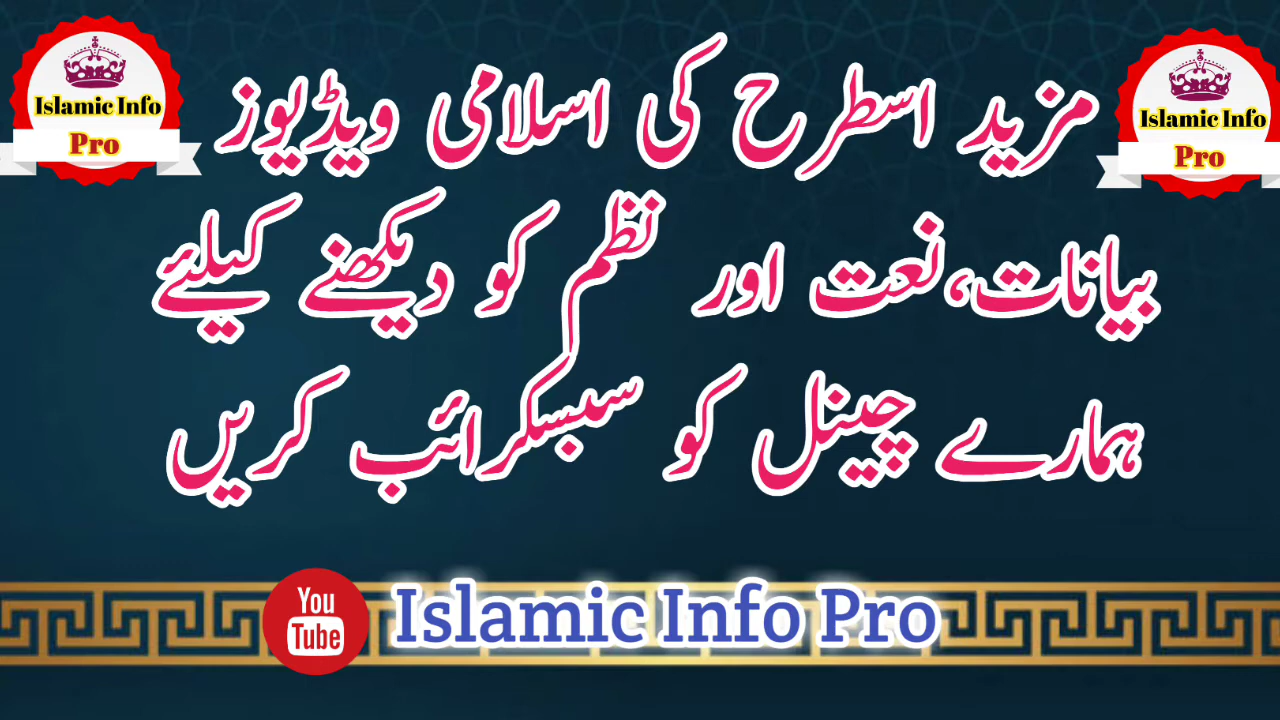 Islamic Info
Pro
Islamic Info
Pro
مزید اسطرح کی اسلامی ویڈیوز
بیانات،نعت اور نظم کو دیکھنے کیلئے
ہمارے چینل کو سبسکرائب کریں
You
Tube
Islamic Info Pro